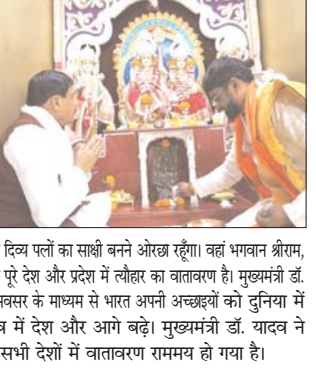 दिव्य पलों का साक्षी बनने ओरछा रहूँगा। वहां भगवान श्रीराम,
पूरे देश और प्रदेश में त्यौहार का वातावरण है। मुख्यमंत्री डॉ.
वसर के माध्यम से भारत अपनी अच्छाइयों को दुनिया में
में देश और आगे बढ़े। मुख्यमंत्री डॉ. यादव ने
सभी देशों में वातावरण राममय हो गया है।